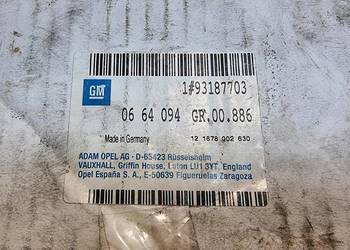 GM
1#93187703
06 64 094 GK.00.886
Made in Germany
12 1678 002 630
ADAM OPEL AG - D-65423 Rüsselsheim
VAUXHALL, Griffin House, Luton LU1 3YT, England
Opel España S. A., E-50639 Figueruelas Zaragoza